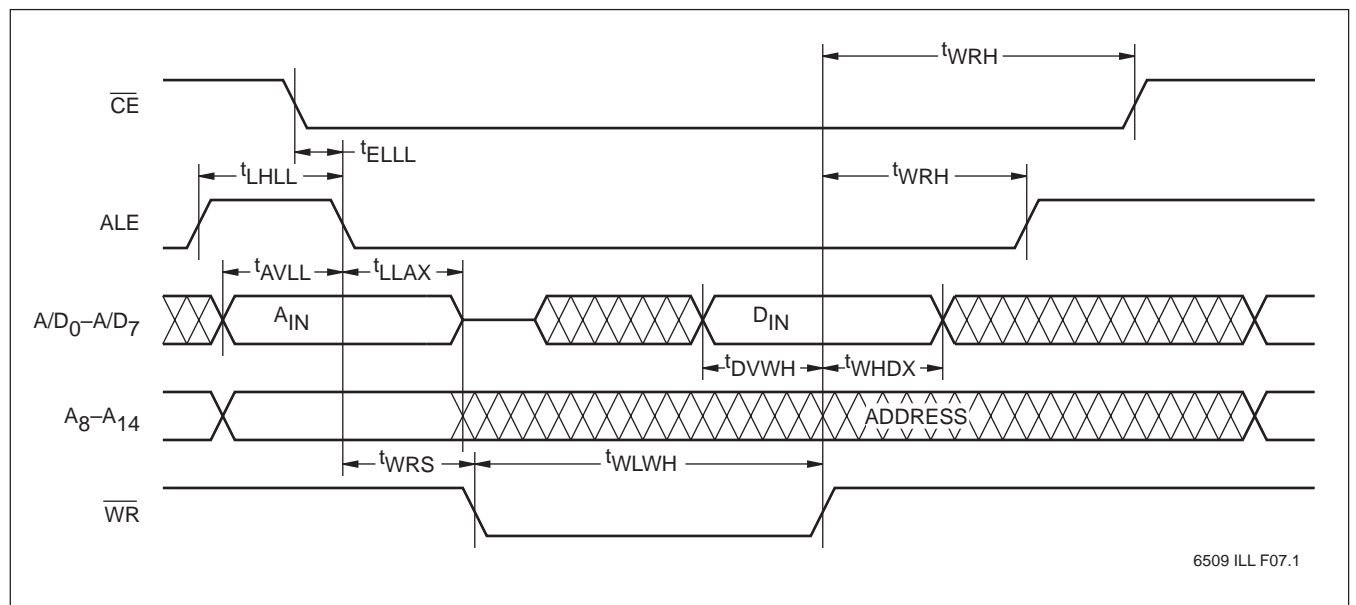 tWRH
CE
tELLL
tLHLL
tWRH
ALE
tAVLL
tLLAX
A/D0–A/D7
AIN
DIN
tDVWH
tWHDX
A8–A14
ADDRESS
tWRS
tWLWH
WR
6509 ILL F07.1